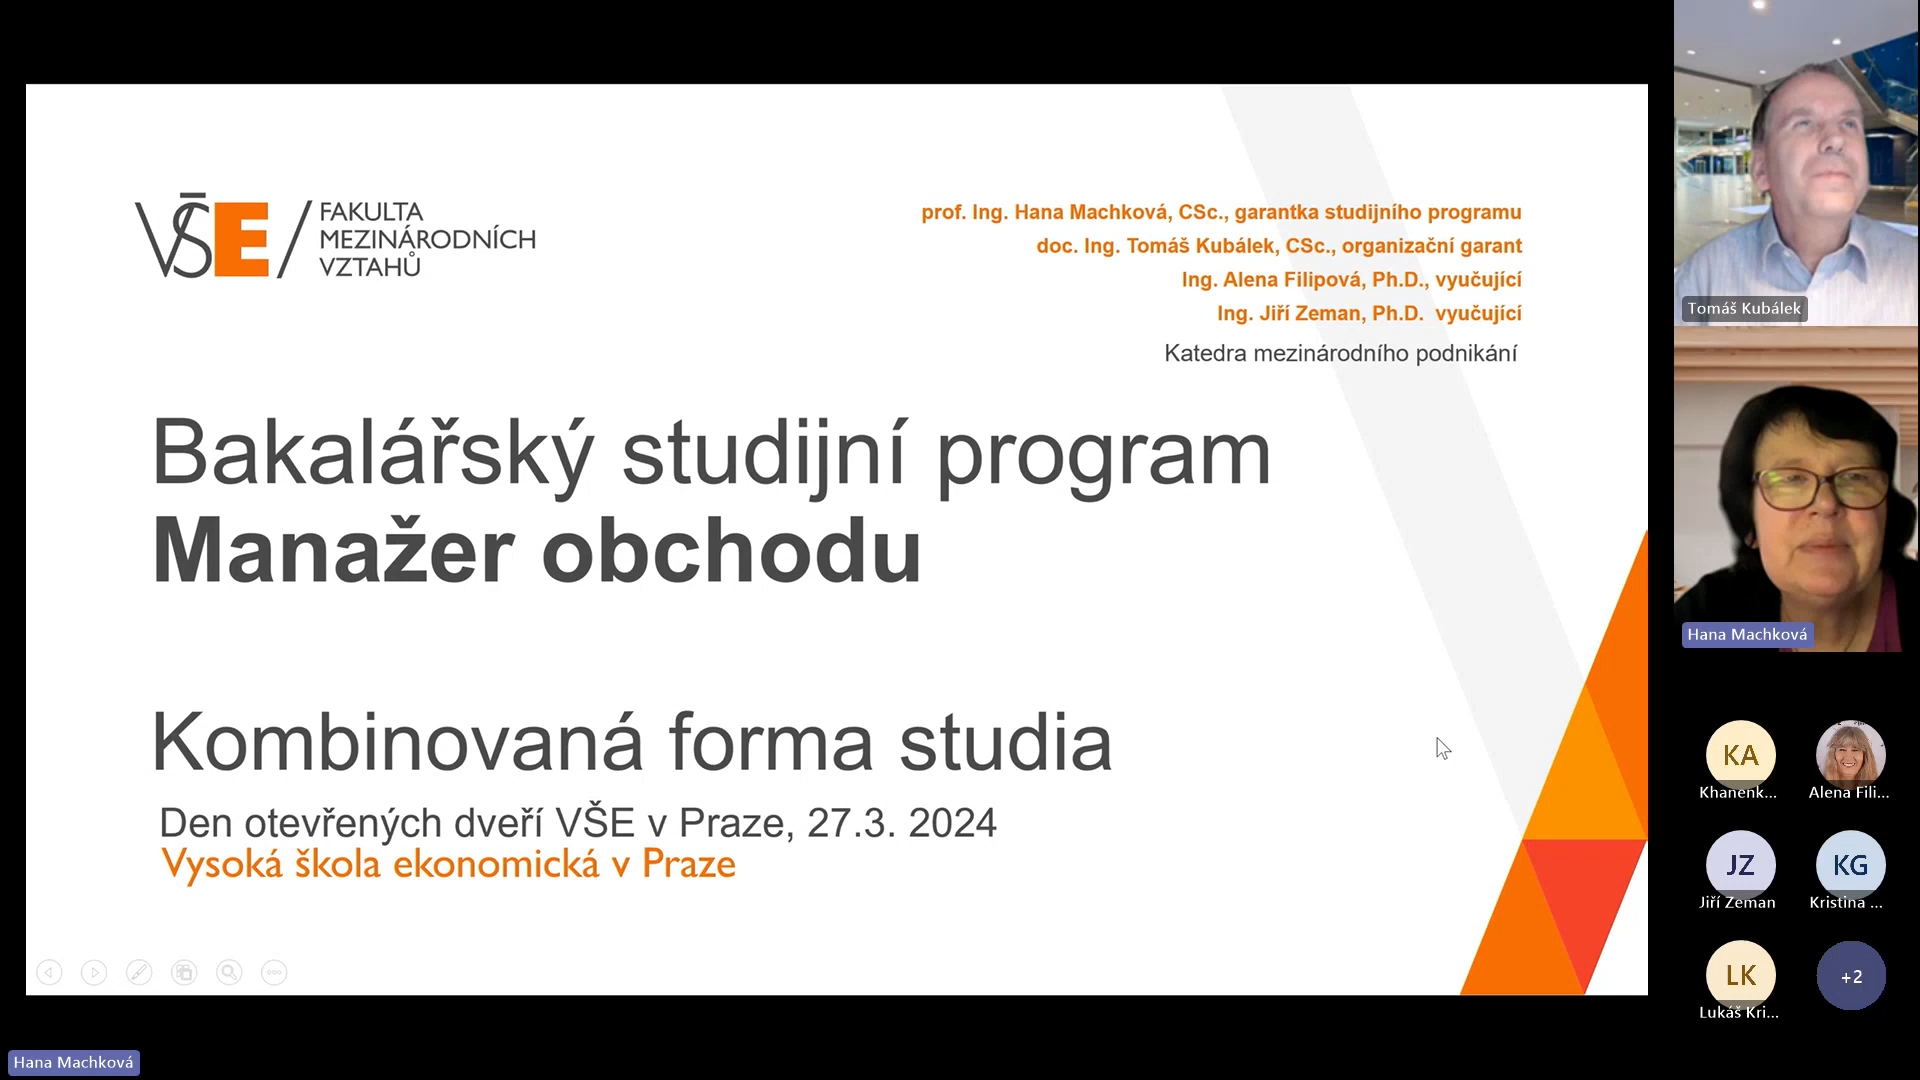 VŠE / FAKULTA
MEZINÁRODNÍCH
VZTAHŮ
prof. Ing. Hana Machková, CSc., garantka studijního programu
doc. Ing. Tomáš Kubálek, CSc., organizační garant
Ing. Alena Filipová, Ph.D., vyučující
Ing. Jiří Zeman, Ph.D. vyučující
Katedra mezinárodního podnikání
Bakalářský studijní program
Manažer obchodu
Kombinovaná forma studia
Den otevřených dveří VŠE v Praze, 27.3. 2024
Vysoká škola ekonomická v Praze
Hana Machková
Tomáš Kubálek
Hana Machková
KA
Khanenk...
Alena Fili...
JZ
Jiří Zeman
KG
Kristina ...
LK
Lukáš Kri...
+2